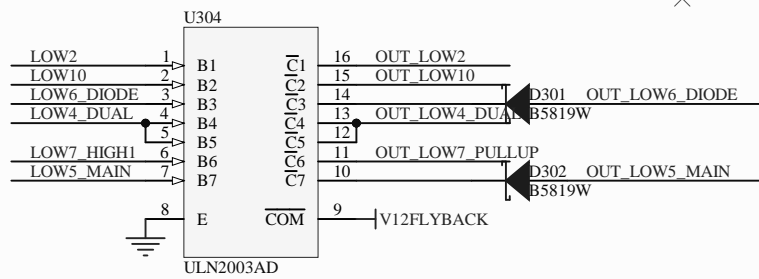 U304
LOW2 1 B1 C1 16 OUT_LOW2
LOW10 2 B2 C2 15 OUT_LOW10
LOW6_DIODE 3 B3 C3 14 D301 OUT_LOW6_DIODE
LOW4_DUAL 4 B4 C4 13 OUT_LOW4_DUAL B5819W
5 B5 C5 12
LOW7_HIGH1 6 B6 C6 11 OUT_LOW7_PULLUP
LOW5_MAIN 7 B7 C7 10 D302 OUT_LOW5_MAIN
B5819W
8 E COM 9 V12FLYBACK
ULN2003AD